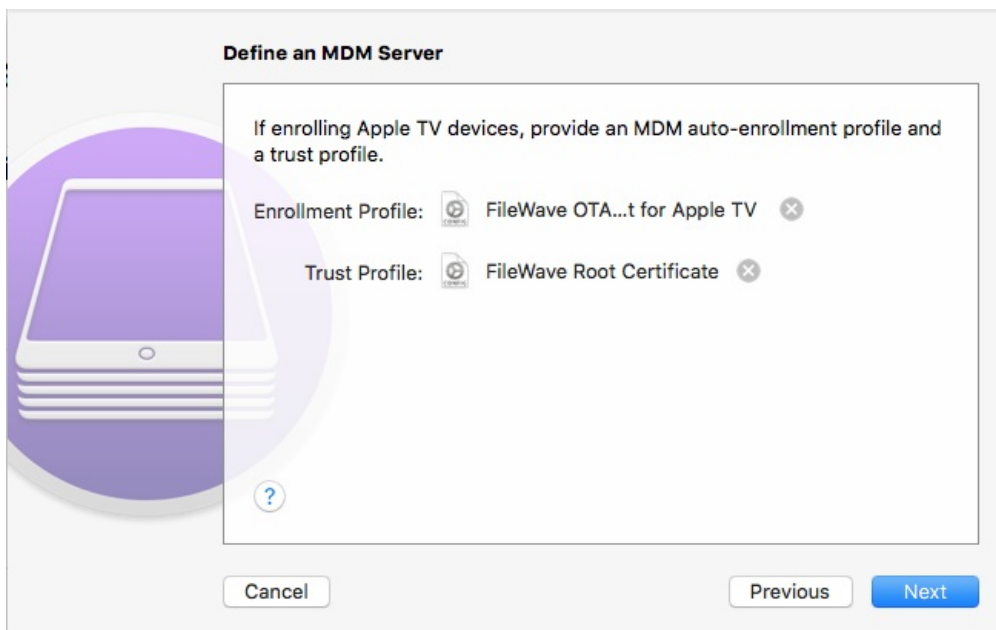 Define an MDM Server
If enrolling Apple TV devices, provide an MDM auto-enrollment profile and
a trust profile.
Enrollment Profile: FileWave OTA...t for Apple TV
Trust Profile: FileWave Root Certificate
?
Cancel Previous Next